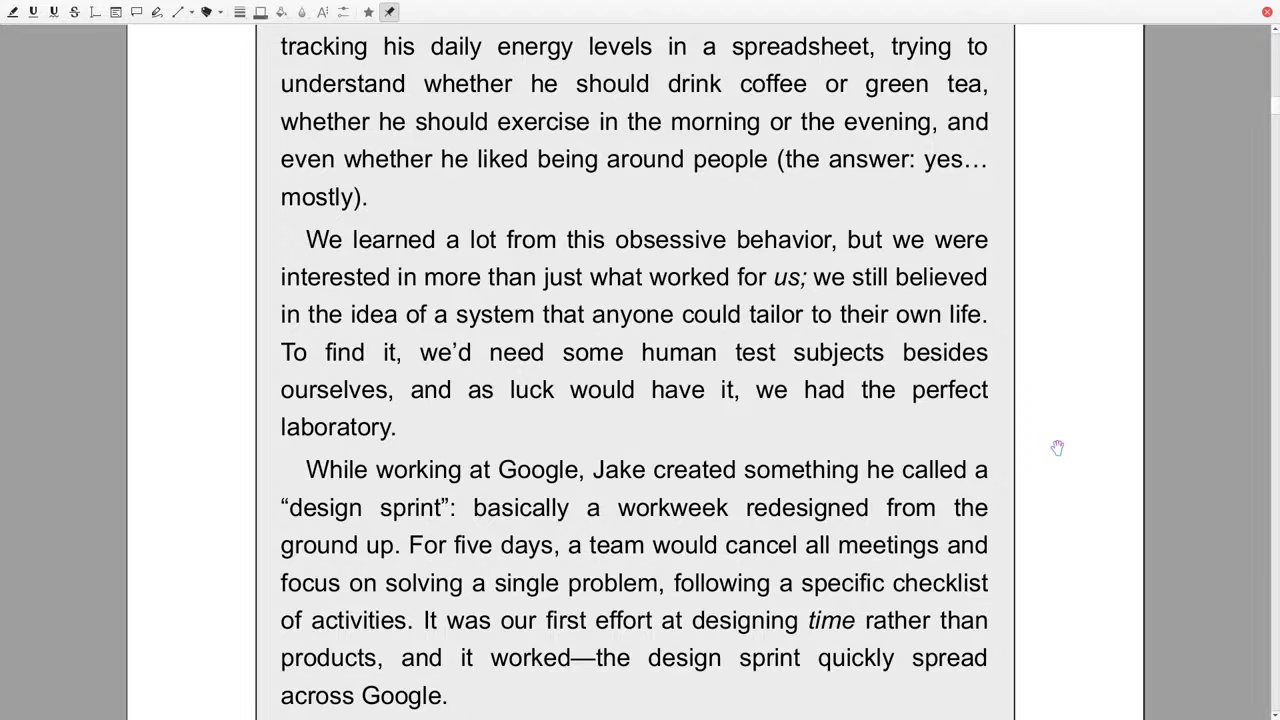 tracking his daily energy levels in a spreadsheet, trying to
understand whether he should drink coffee or green tea,
whether he should exercise in the morning or the evening, and
even whether he liked being around people (the answer: yes…
mostly).
We learned a lot from this obsessive behavior, but we were
interested in more than just what worked for us; we still believed
in the idea of a system that anyone could tailor to their own life.
To find it, we’d need some human test subjects besides
ourselves, and as luck would have it, we had the perfect
laboratory.
While working at Google, Jake created something he called a
“design sprint”: basically a workweek redesigned from the
ground up. For five days, a team would cancel all meetings and
focus on solving a single problem, following a specific checklist
of activities. It was our first effort at designing time rather than
products, and it worked—the design sprint quickly spread
across Google.